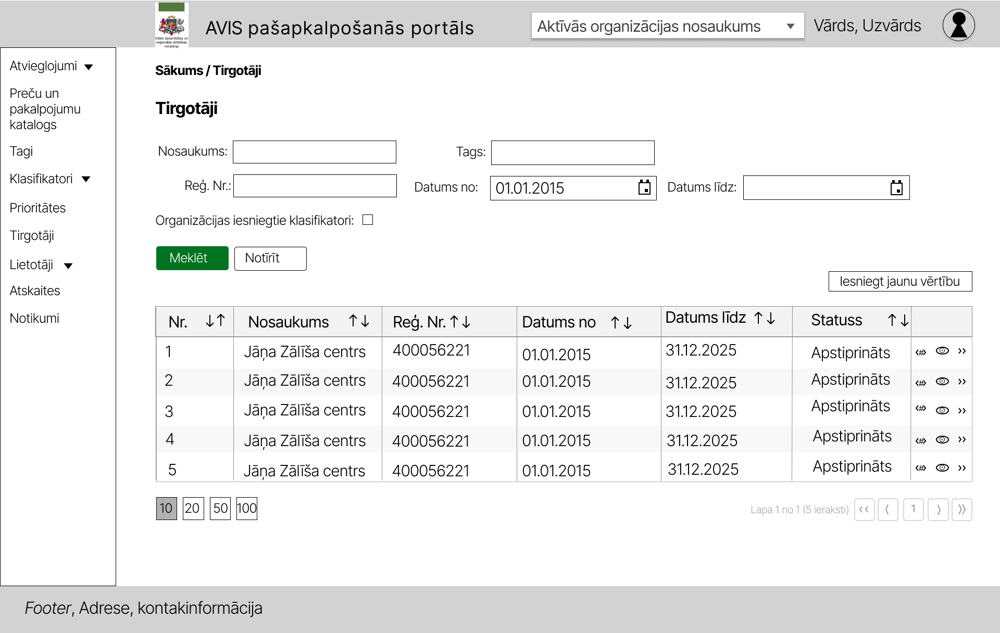 Vides aizsardzības un
reģionālās attīstības
ministrija
AVIS pašapkalpošanās portāls
Aktīvās organizācijas nosaukums
Vārds, Uzvārds
Atvieglojumi
Preču un
pakalpojumu
katalogs
Tagi
Klasifikatori
Prioritātes
Tirgotāji
Lietotāji
Atskaites
Notikumi
Sākums / Tirgotāji
Tirgotāji
Nosaukums:
Tags:
Reģ. Nr.:
Datums no: 01.01.2015
Datums līdz:
Organizācijas iesniegtie klasifikatori:
Meklēt
Notīrīt
Iesniegt jaunu vērtību
Nr. ↓↑ Nosaukums ↑↓ Reģ. Nr. ↑↓ Datums no ↑↓ Datums līdz ↑↓ Statuss ↑↓
1 Jāņa Zālīša centrs 400056221 01.01.2015 31.12.2025 Apstiprināts <#> >>
2 Jāņa Zālīša centrs 400056221 01.01.2015 31.12.2025 Apstiprināts <#> >>
3 Jāņa Zālīša centrs 400056221 01.01.2015 31.12.2025 Apstiprināts <#> >>
4 Jāņa Zālīša centrs 400056221 01.01.2015 31.12.2025 Apstiprināts <#> >>
5 Jāņa Zālīša centrs 400056221 01.01.2015 31.12.2025 Apstiprināts <#> >>
10 20 50 100
Lapa 1 no 1 (5 ieraksti) << < 1 > >>
Footer, Adrese, kontakinformācija